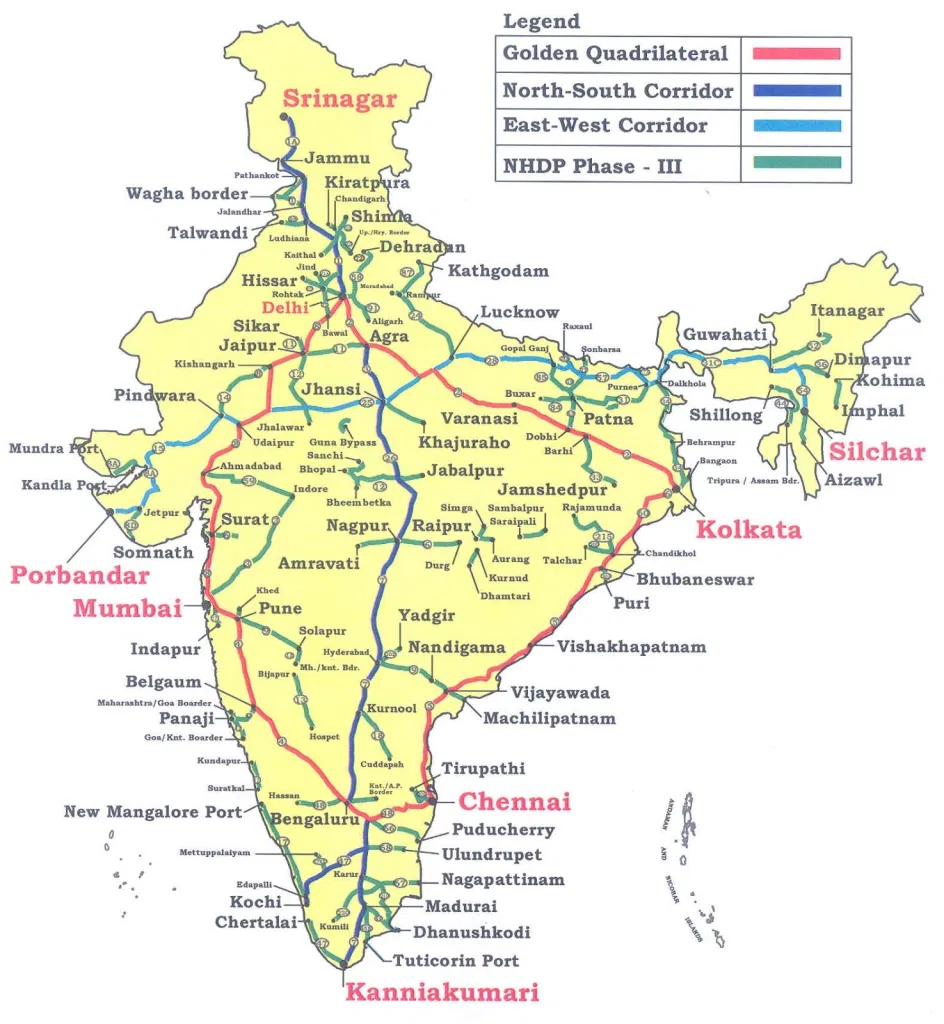 Legend
Golden Quadrilateral
North-South Corridor
East-West Corridor
NHDP Phase - III
Srinagar
1A
Jammu
Pathankot
Kiratpura
Wagha border
Chandigarh
Jalandhar
Shimla
Talwandi
Up./Hry. Border
Ludhiana
Dehradun
Kaithal
Jind
Kathgodam
Hissar
Moradabad
Rohtak
Rampur
Delhi
Lucknow
Itanagar
Sikar
Bawal
Aligarh
Raxaul
Guwahati
Jaipur
Agra
Gopal Ganj
Sonbarsa
Dimapur
Kishangarh
Kohima
Jhansi
Purnea
Dalkhola
Pindwara
Buxar
Shillong
Imphal
Varanasi
Patna
Jhalawar
Khajuraho
Dobhi
Behrampur
Udaipur
Guna Bypass
Barhi
Silchar
Mundra Port
Sanchi
Bangaon
Ahmadabad
Bhopal
Jabalpur
Tripura / Assam Bdr.
Aizawl
Kandla Port
Bheembetka
Jamshedpur
Indore
Jetpur
Simga
Sambalpur
Rajamunda
Surat
Nagpur
Raipur
Saraipali
Kolkata
Somnath
Amravati
Durg
Aurang
Talchar
Chandikhol
Porbandar
Kurnud
Bhubaneswar
Khed
Dhamtari
Mumbai
Pune
Puri
Yadgir
Indapur
Solapur
Hyderabad
Nandigama
Vishakhapatnam
Bijapur
Mh./knt. Bdr.
Belgaum
Vijayawada
Maharashtra/Goa Boarder
Panaji
Kurnool
Machilipatnam
Goa/Knt. Boarder
Hospet
Kundapur
Cuddapah
Tirupathi
Suratkal
Hassan
Knt./A.P.
Border
Chennai
New Mangalore Port
Bengaluru
Puducherry
Mettuppalaiyam
Ulundrupet
Karur
Edapalli
Nagapattinam
Kochi
Madurai
Chertalai
Kumili
Dhanushkodi
Tuticorin Port
Kanniakumari
ANDAMAN
AND
NICOBAR
ISLANDS